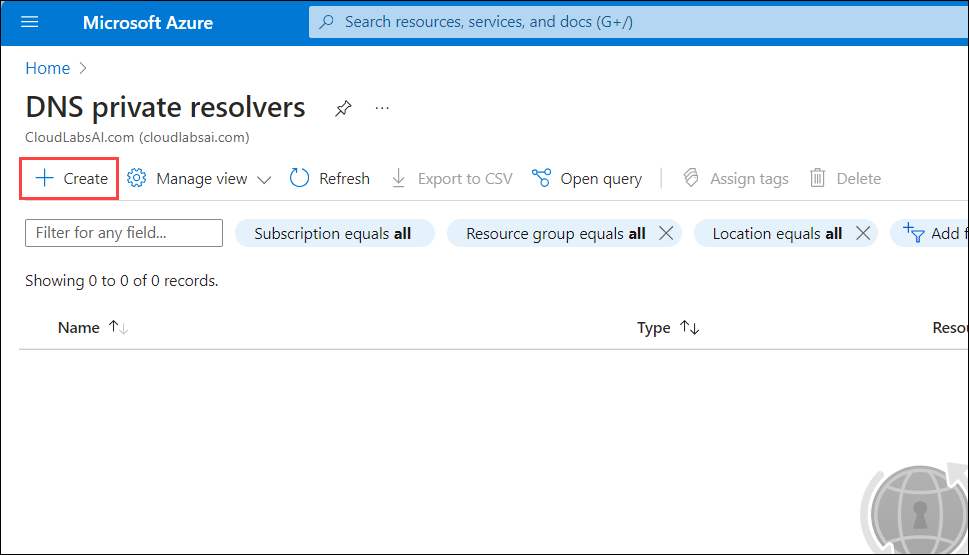 Microsoft Azure
Search resources, services, and docs (G+/)
Home
DNS private resolvers
CloudLabsAI.com (cloudlabsai.com)
Create Manage view Refresh Export to CSV Open query Assign tags Delete
Filter for any field... Subscription equals all Resource group equals all Location equals all Add f
Showing 0 to 0 of 0 records.
Name Type Resou